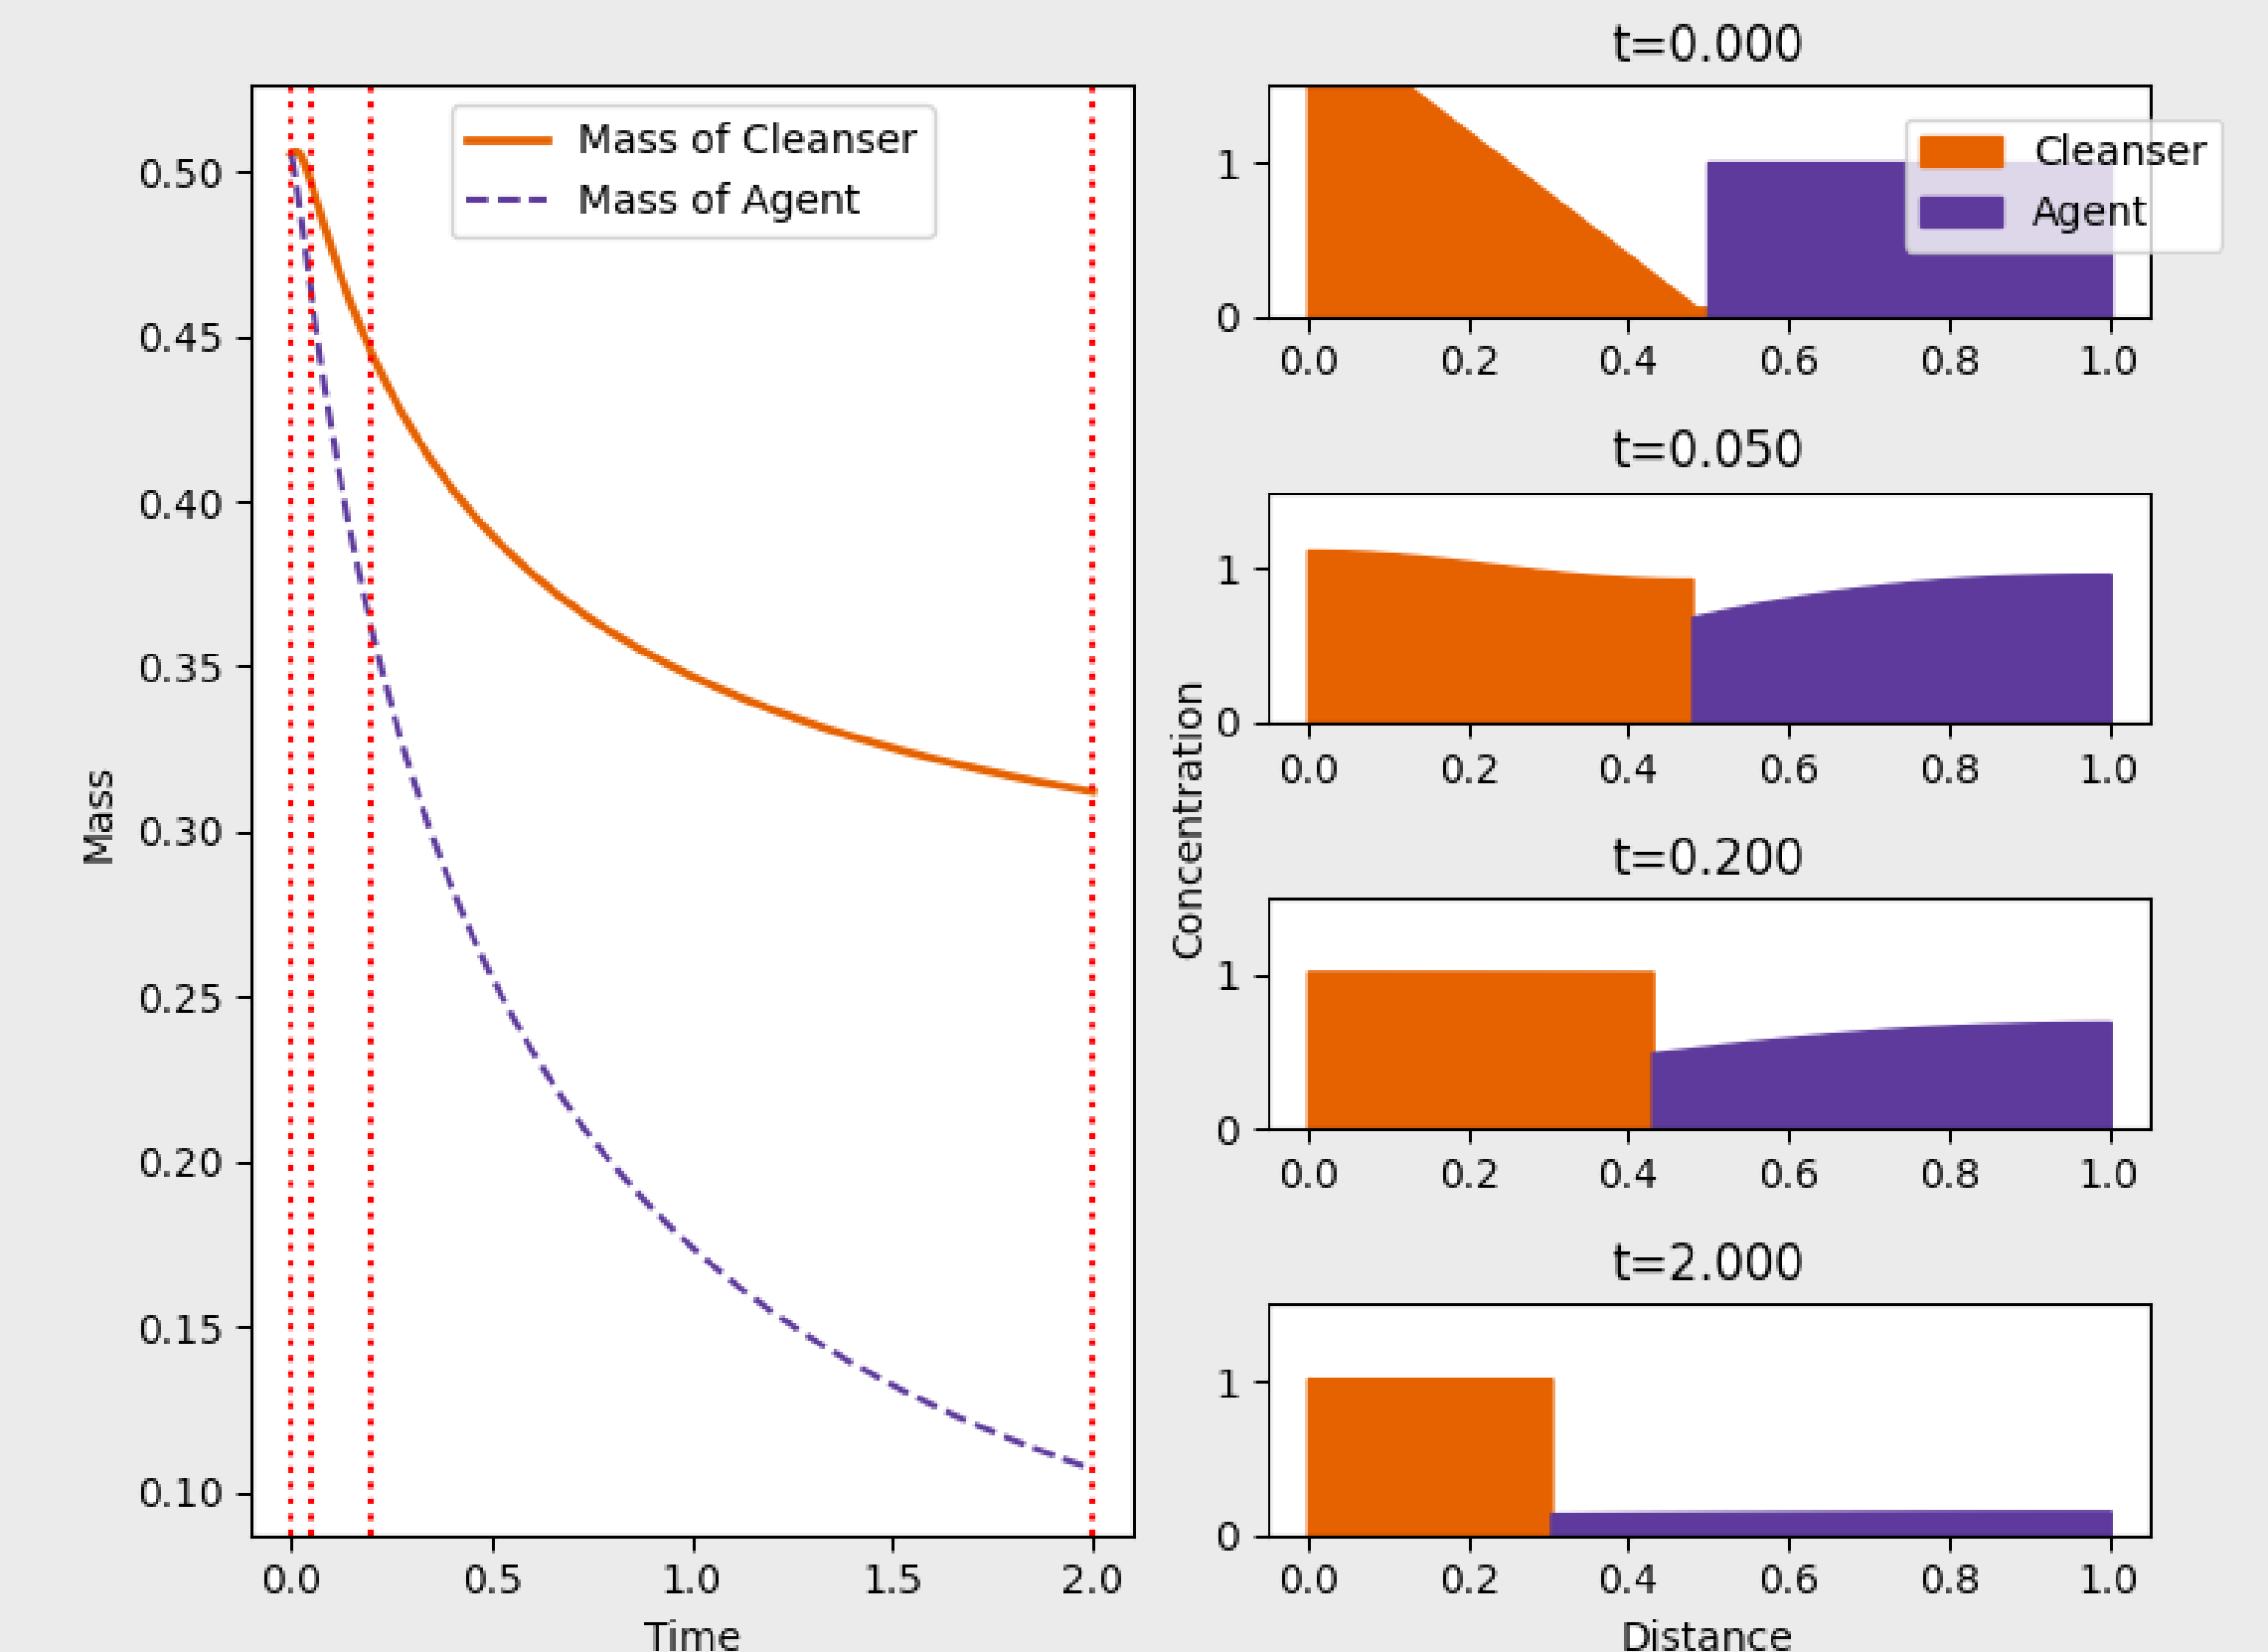 Mass of Cleanser
Mass of Agent
0.50
0.45
0.40
0.35
0.30
0.25
0.20
0.15
0.10
Mass
0.0 0.5 1.0 1.5 2.0
Time
t=0.000
Cleanser
Agent
1
0
0.0 0.2 0.4 0.6 0.8 1.0
t=0.050
1
0
0.0 0.2 0.4 0.6 0.8 1.0
Concentration
t=0.200
1
0
0.0 0.2 0.4 0.6 0.8 1.0
t=2.000
1
0
0.0 0.2 0.4 0.6 0.8 1.0
Distance